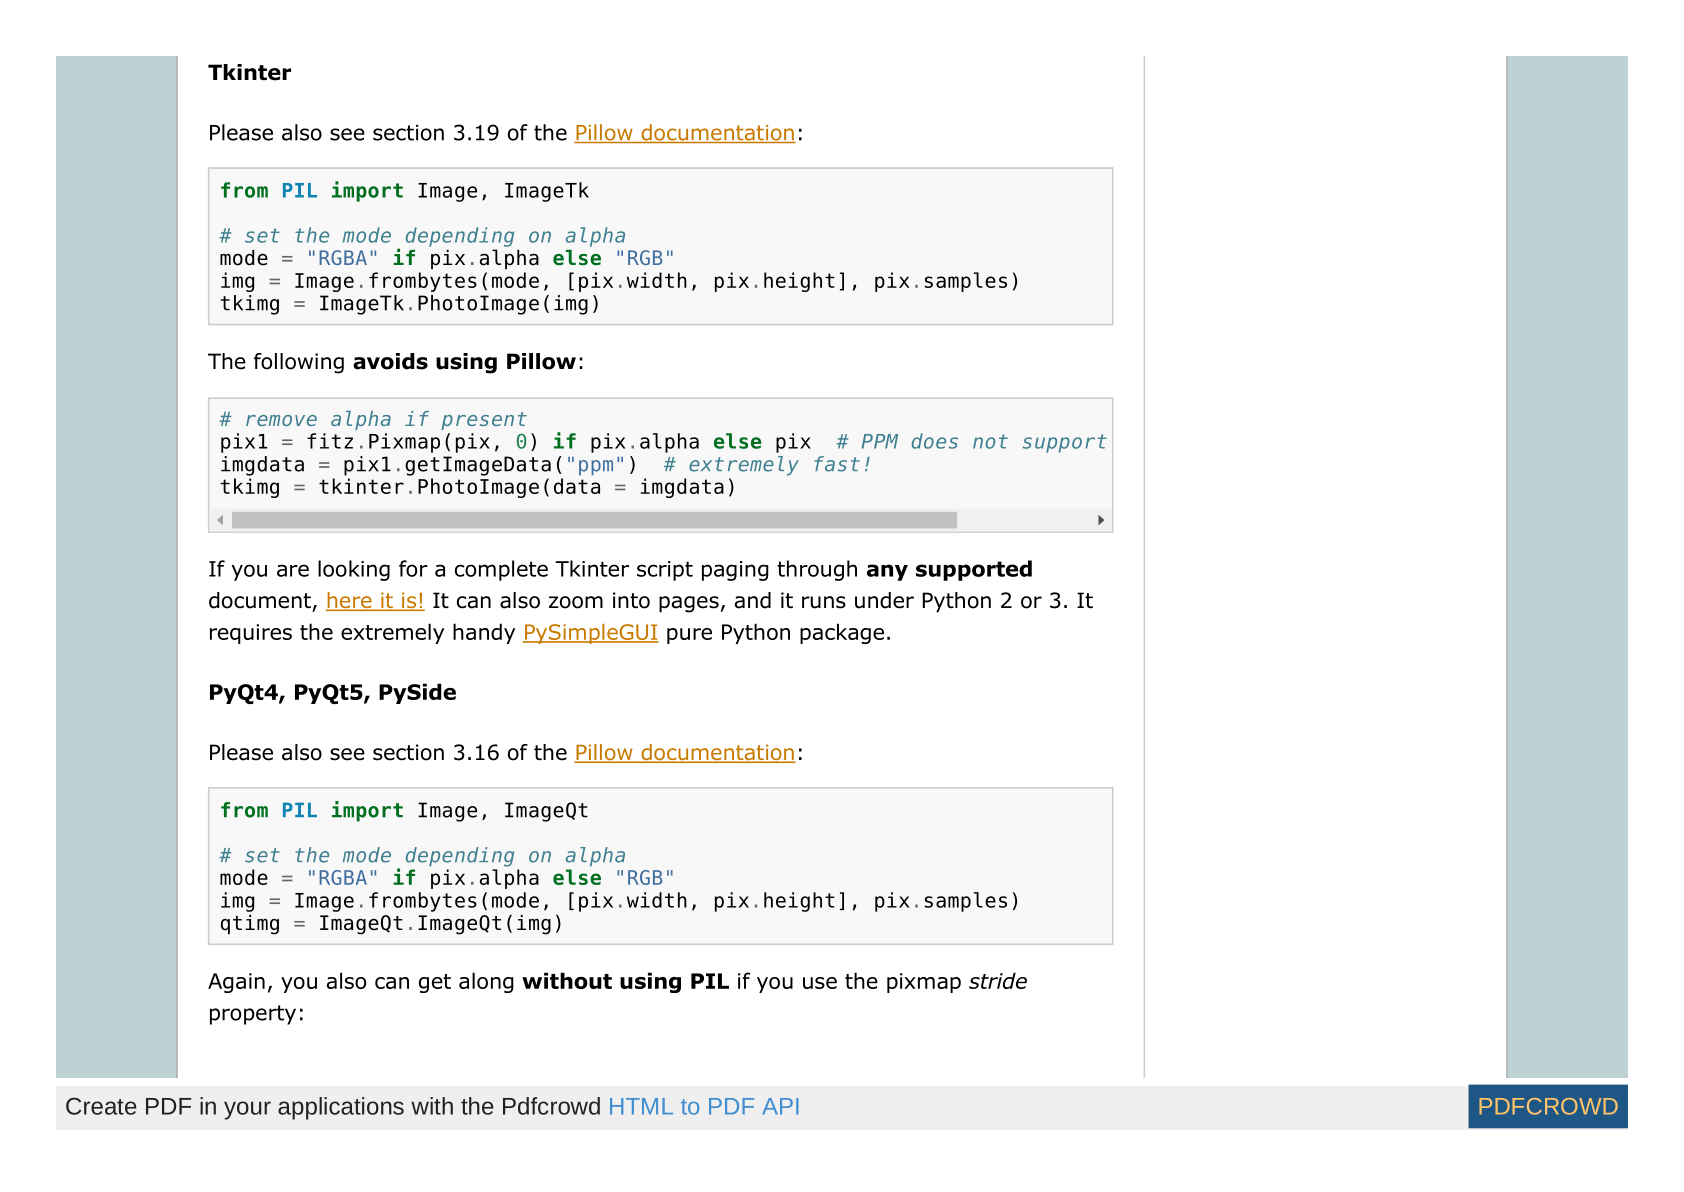 Tkinter
Please also see section 3.19 of the Pillow documentation:
from PIL import Image, ImageTk
# set the mode depending on alpha
mode = "RGBA" if pix.alpha else "RGB"
img = Image.frombytes(mode, [pix.width, pix.height], pix.samples)
tkimg = ImageTk.PhotoImage(img)
The following avoids using Pillow:
# remove alpha if present
pix1 = fitz.Pixmap(pix, 0) if pix.alpha else pix  # PPM does not support
imgdata = pix1.getImageData("ppm")  # extremely fast!
tkimg = tkinter.PhotoImage(data = imgdata)
If you are looking for a complete Tkinter script paging through any supported
document, here it is! It can also zoom into pages, and it runs under Python 2 or 3. It
requires the extremely handy PySimpleGUI pure Python package.
PyQt4, PyQt5, PySide
Please also see section 3.16 of the Pillow documentation:
from PIL import Image, ImageQt
# set the mode depending on alpha
mode = "RGBA" if pix.alpha else "RGB"
img = Image.frombytes(mode, [pix.width, pix.height], pix.samples)
qtimg = ImageQt.ImageQt(img)
Again, you also can get along without using PIL if you use the pixmap stride
property:
Create PDF in your applications with the Pdfcrowd HTML to PDF API
PDFCROWD